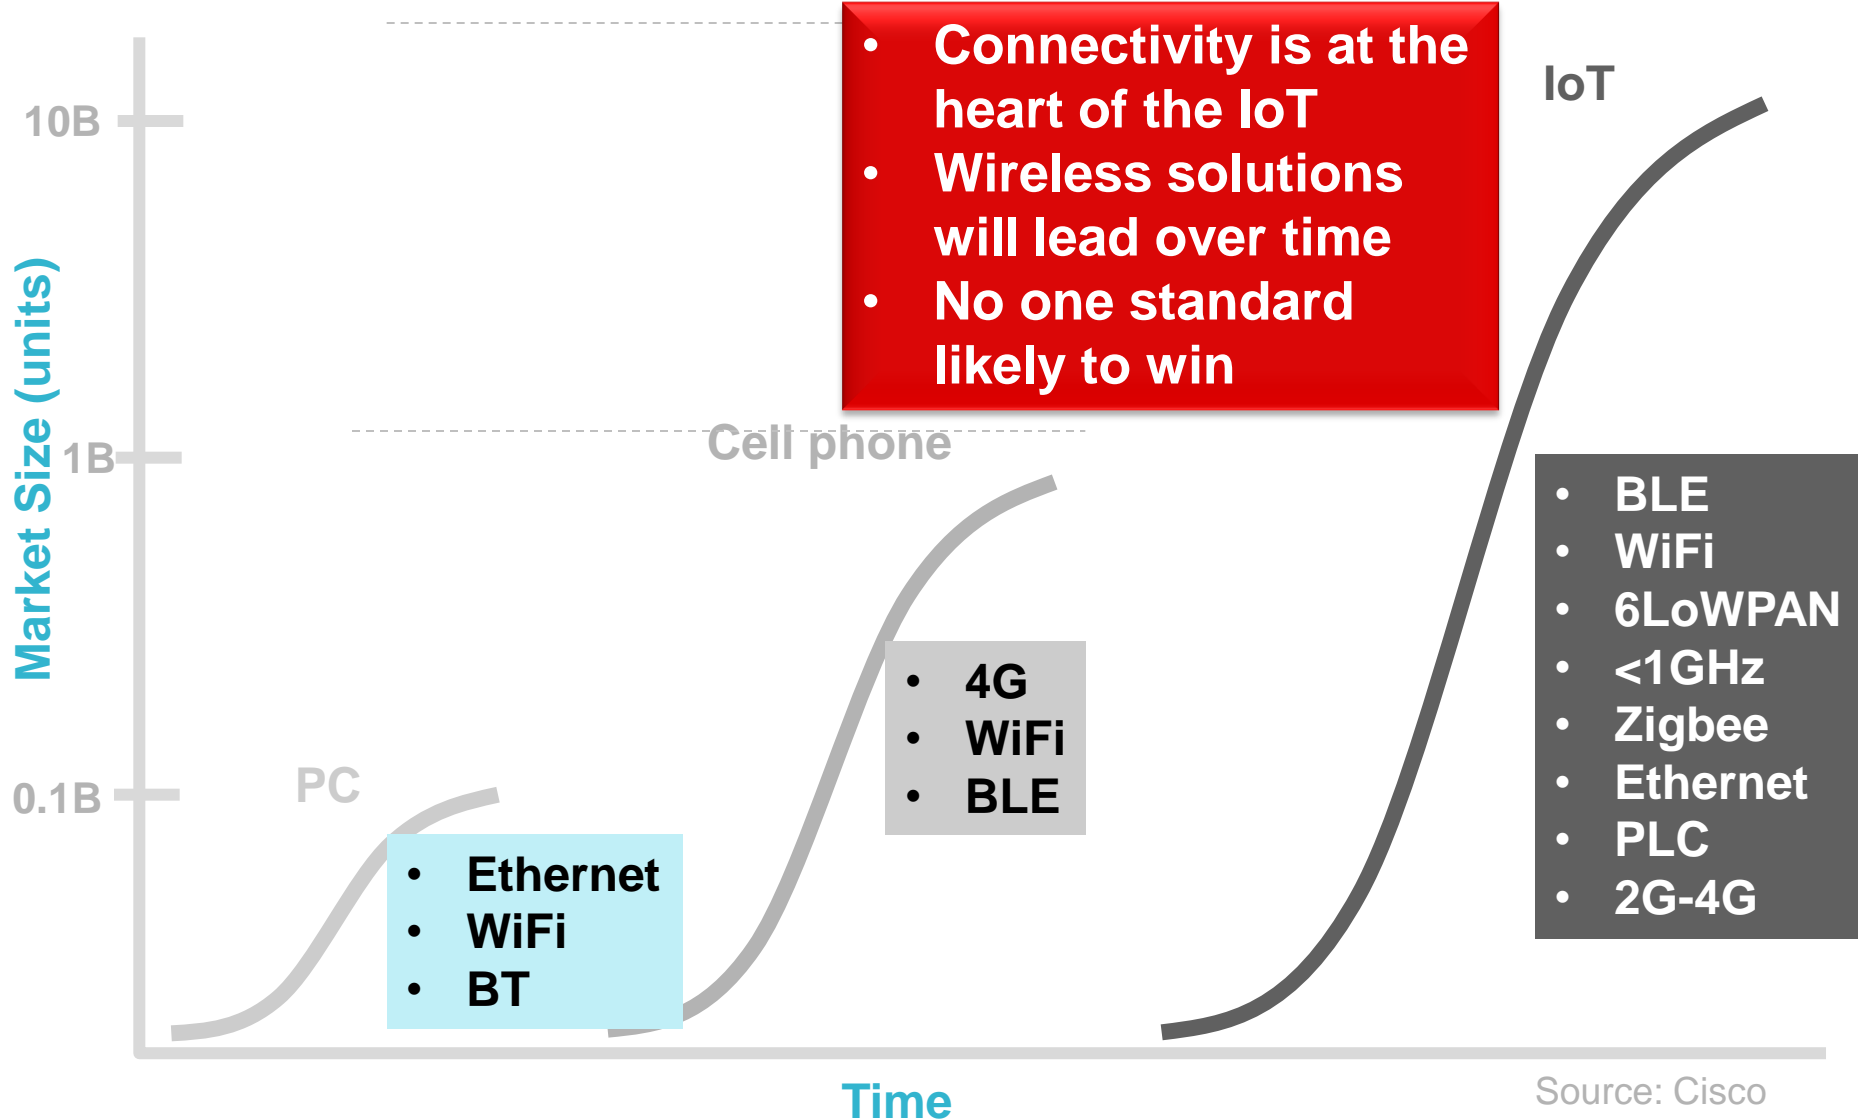 • Connectivity is at the
heart of the IoT
• Wireless solutions
will lead over time
• No one standard
likely to win
IoT
10B
Market Size (units)
1B
Cell phone
• BLE
• WiFi
• 6LoWPAN
• <1GHz
• Zigbee
• Ethernet
• PLC
• 2G-4G
• 4G
• WiFi
• BLE
0.1B
PC
• Ethernet
• WiFi
• BT
Time
Source: Cisco